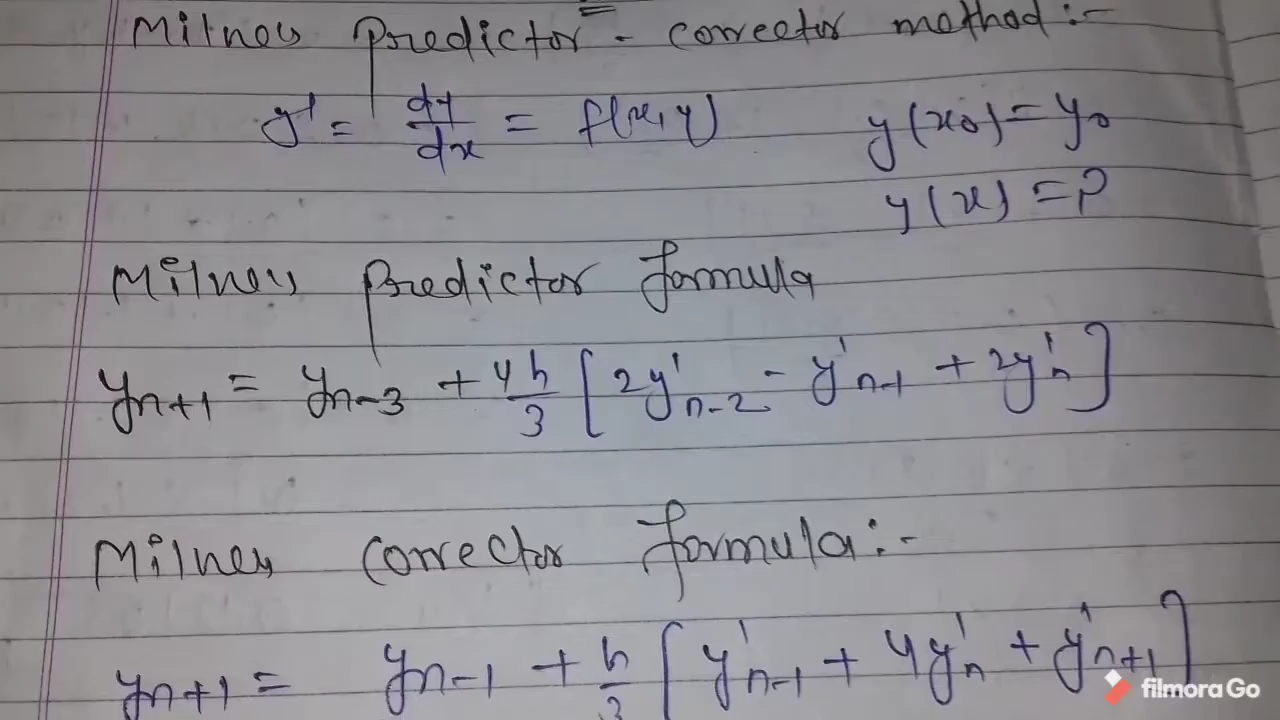 Milnes Predictor - corrector method :-
y' = dy/dx = f(x,y) y(x₀) = y₀
y(x) = ?
Milnes Predictor formula
yₙ₊₁ = yₙ₋₃ + 4h/3 [2y'ₙ₋₂ - y'ₙ₋₁ + 2y'ₙ]
Milnes Corrector formula :-
yₙ₊₁ = yₙ₋₁ + h/3 [y'ₙ₋₁ + 4y'ₙ + y'ₙ₊₁]
filmoraGo